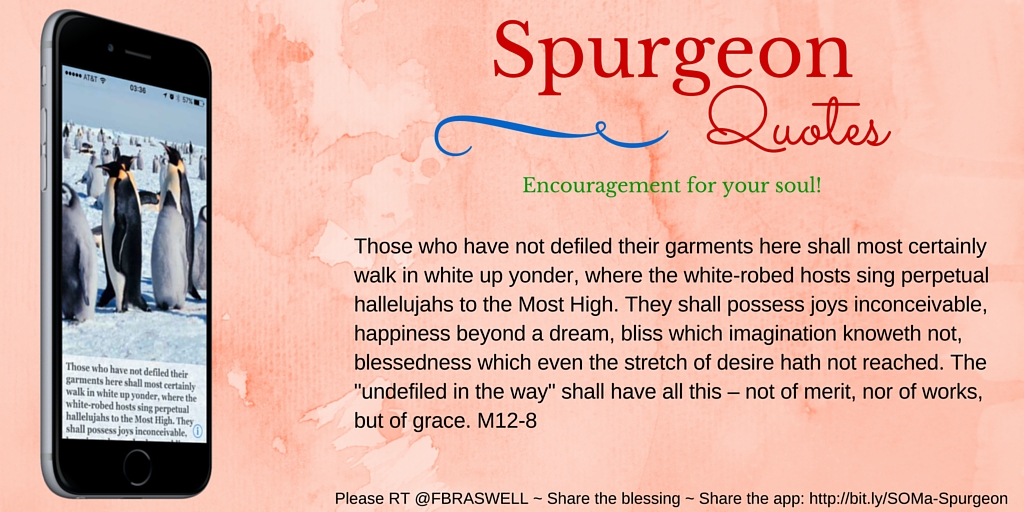 ●●●●● AT&T
03:36
57%
Those who have not defiled their
garments here shall most certainly
walk in white up yonder, where the
white-robed hosts sing perpetual
hallelujahs to the Most High. They
shall possess joys inconceivable,
Spurgeon
Quotes
Encouragement for your soul!
Those who have not defiled their garments here shall most certainly
walk in white up yonder, where the white-robed hosts sing perpetual
hallelujahs to the Most High. They shall possess joys inconceivable,
happiness beyond a dream, bliss which imagination knoweth not,
blessedness which even the stretch of desire hath not reached. The
"undefiled in the way" shall have all this – not of merit, nor of works,
but of grace. M12-8
Please RT @FBRASWELL ~ Share the blessing ~ Share the app: http://bit.ly/SOMa-Spurgeon